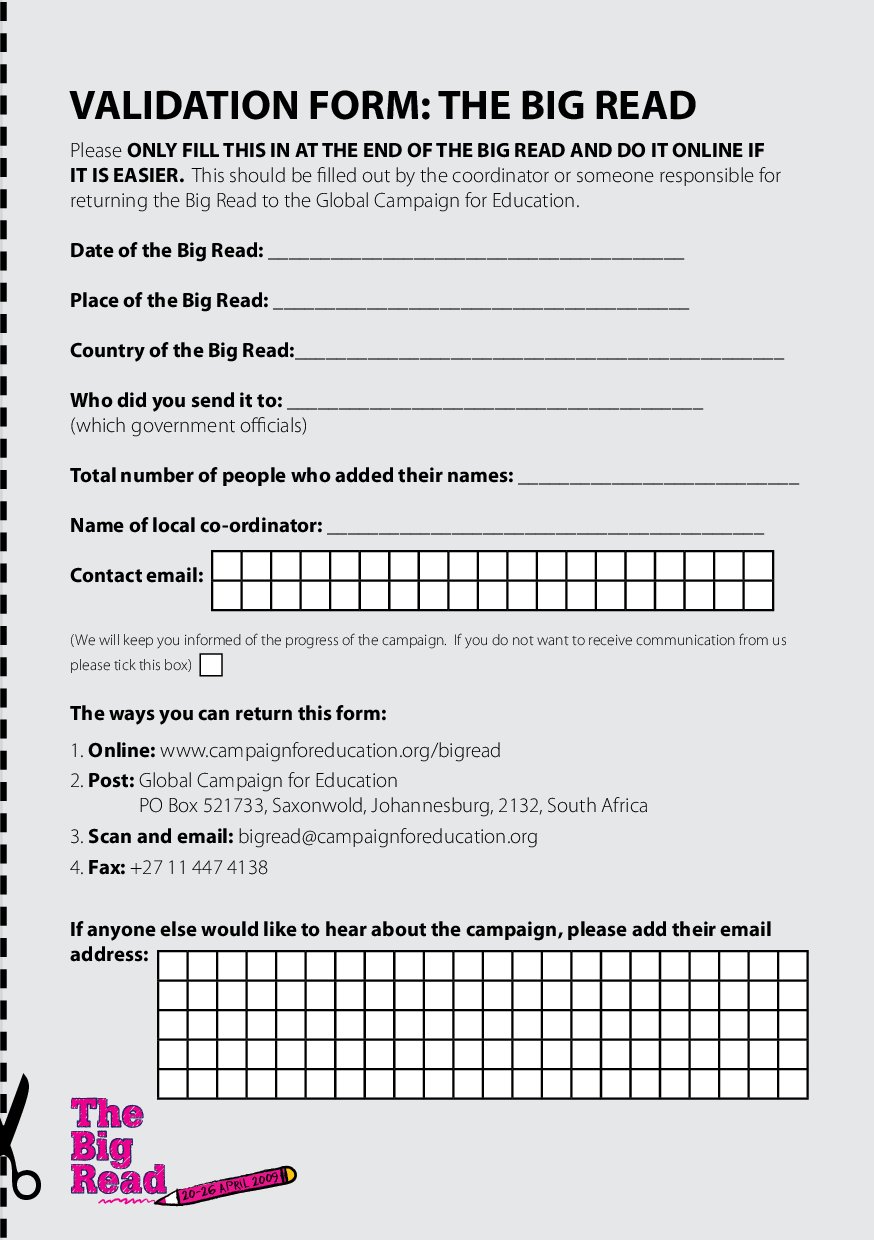 VALIDATION FORM: THE BIG READ
Please ONLY FILL THIS IN AT THE END OF THE BIG READ AND DO IT ONLINE IF
IT IS EASIER. This should be filled out by the coordinator or someone responsible for
returning the Big Read to the Global Campaign for Education.
Date of the Big Read: ________________________________________
Place of the Big Read: ________________________________________
Country of the Big Read:_______________________________________________
Who did you send it to: ________________________________________
(which government officials)
Total number of people who added their names: ___________________________
Name of local co-ordinator: __________________________________________
Contact email:
(We will keep you informed of the progress of the campaign. If you do not want to receive communication from us
please tick this box)
The ways you can return this form:
1. Online: www.campaignforeducation.org/bigread
2. Post: Global Campaign for Education
PO Box 521733, Saxonwold, Johannesburg, 2132, South Africa
3. Scan and email: bigread@campaignforeducation.org
4. Fax: +27 11 447 4138
If anyone else would like to hear about the campaign, please add their email
address:
The
Big
Read
20-26 APRIL 2009